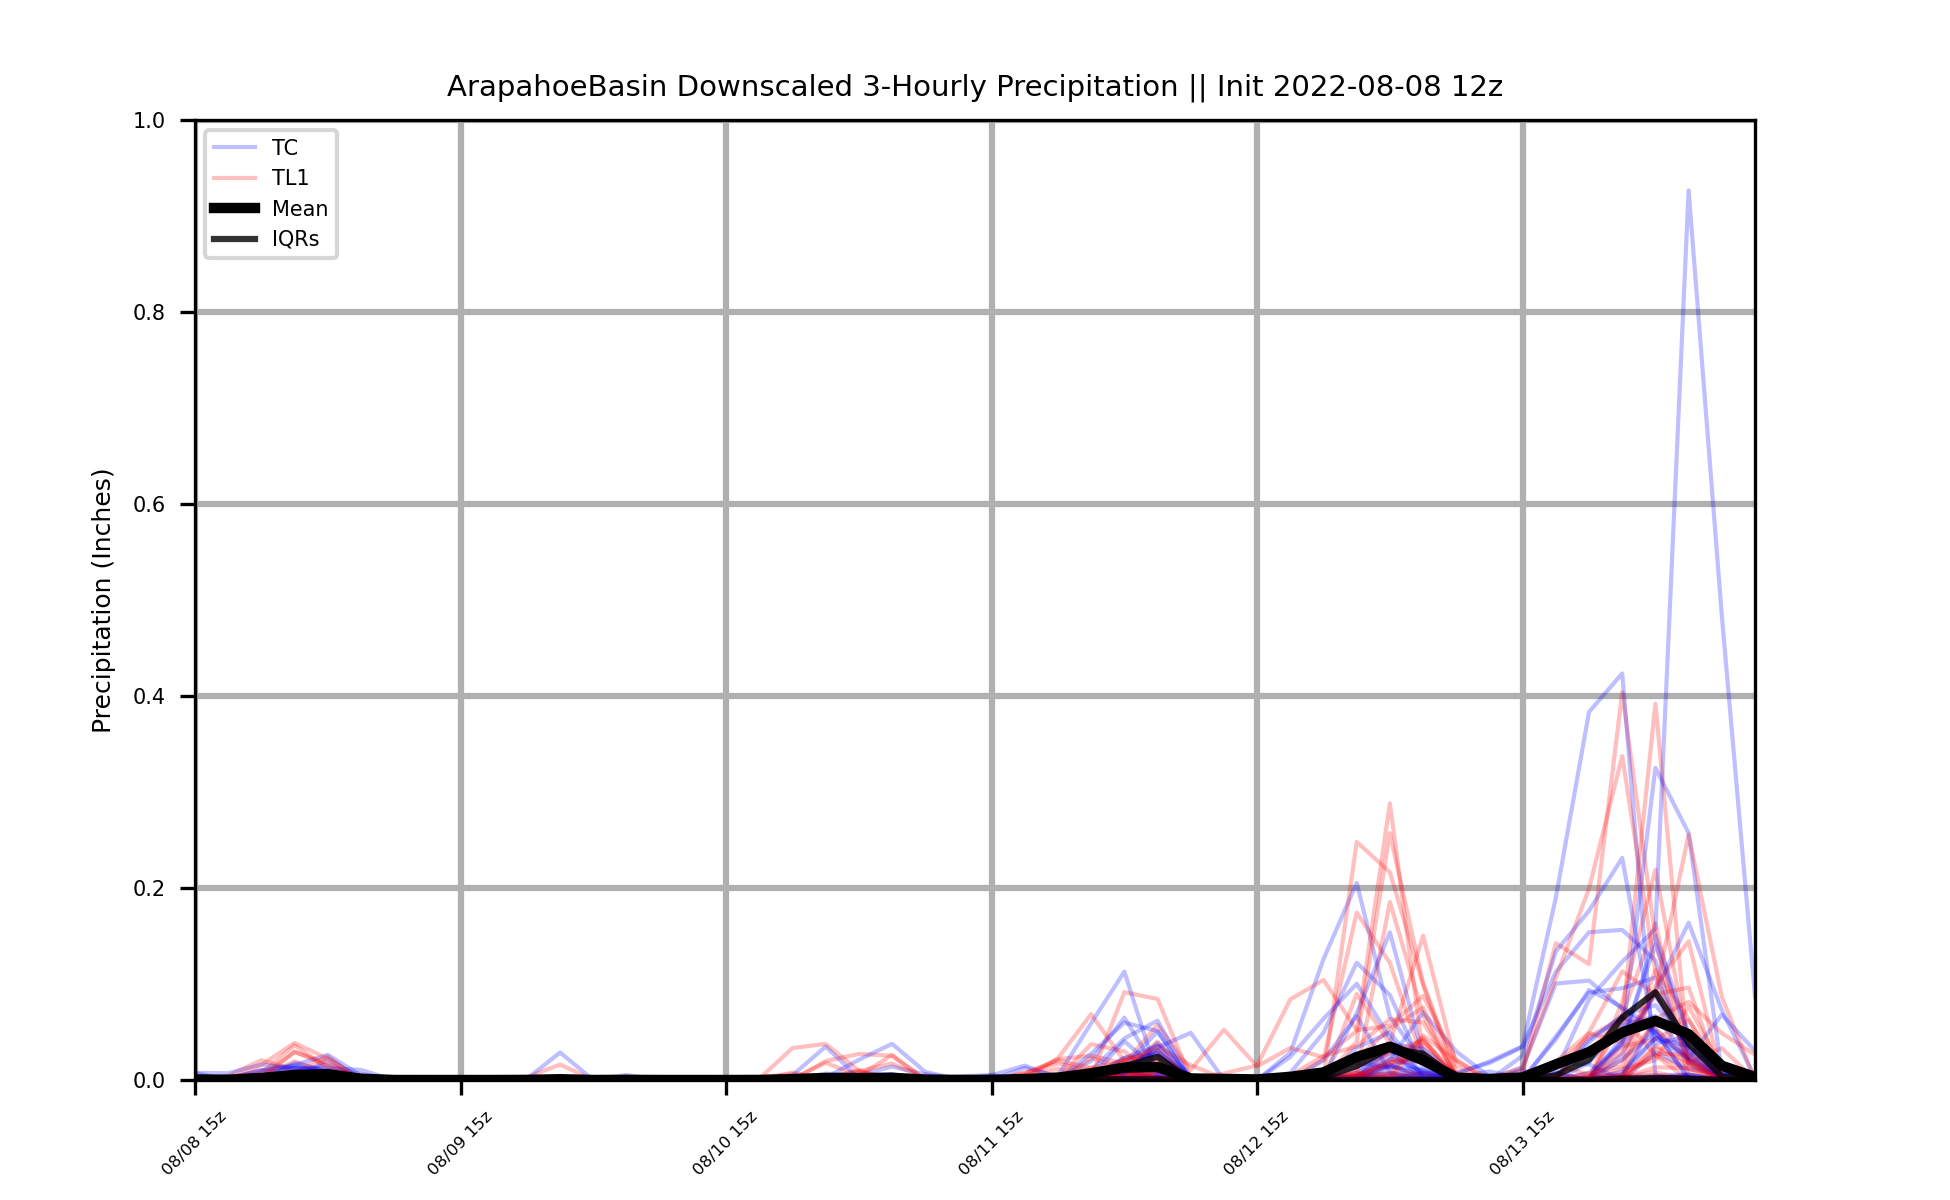 ArapahoeBasin Downscaled 3-Hourly Precipitation || Init 2022-08-08 12z
Precipitation (Inches)
1.0
0.8
0.6
0.4
0.2
0.0
TC
TL1
Mean
IQRs
08/08 15z
08/09 15z
08/10 15z
08/11 15z
08/12 15z
08/13 15z